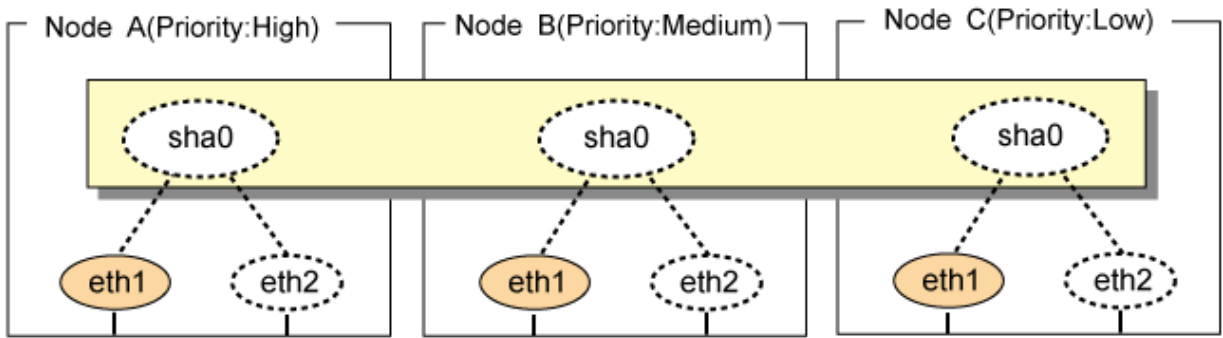 Node A(Priority:High)
Node B(Priority:Medium)
Node C(Priority:Low)
sha0
sha0
sha0
eth1
eth2
eth1
eth2
eth1
eth2